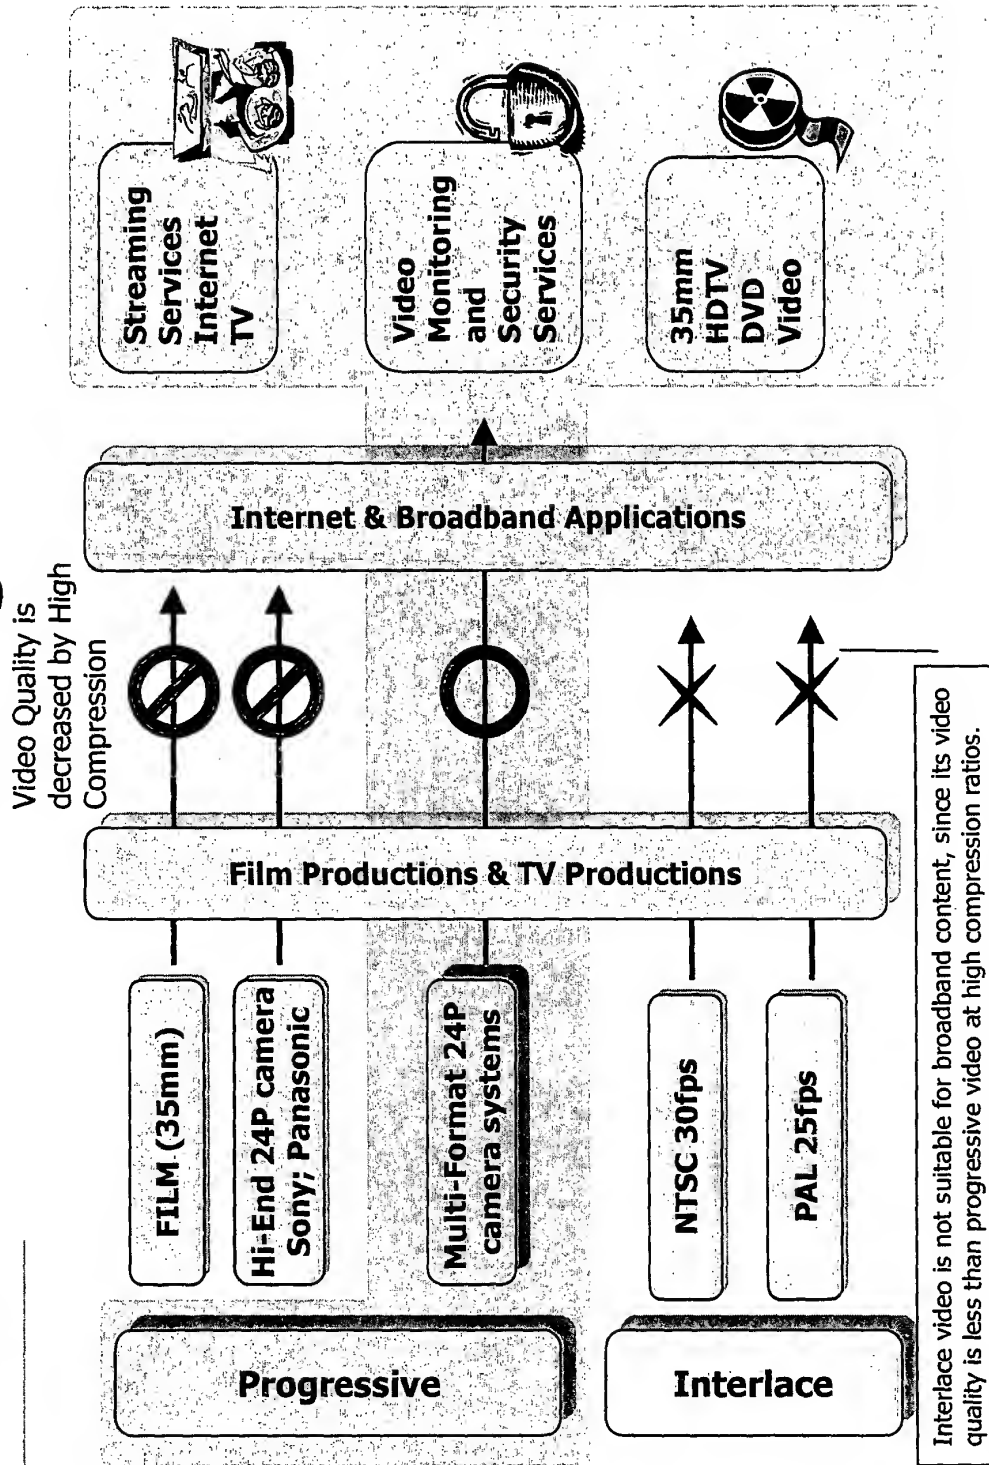 Video Quality is
decreased by High
Compression
Progressive
FILM (35mm)
Hi-End 24P camera
Sony; Panasonic
Multi-Format 24P
camera systems
Film Productions & TV Productions
Internet & Broadband Applications
Streaming
Services
Internet
TV
Video
Monitoring
and
Security
Services
35mm
HDTV
DVD
Video
Interlace
NTSC 30fps
PAL 25fps
Interlace video is not suitable for broadband content, since its video
quality is less than progressive video at high compression ratios.